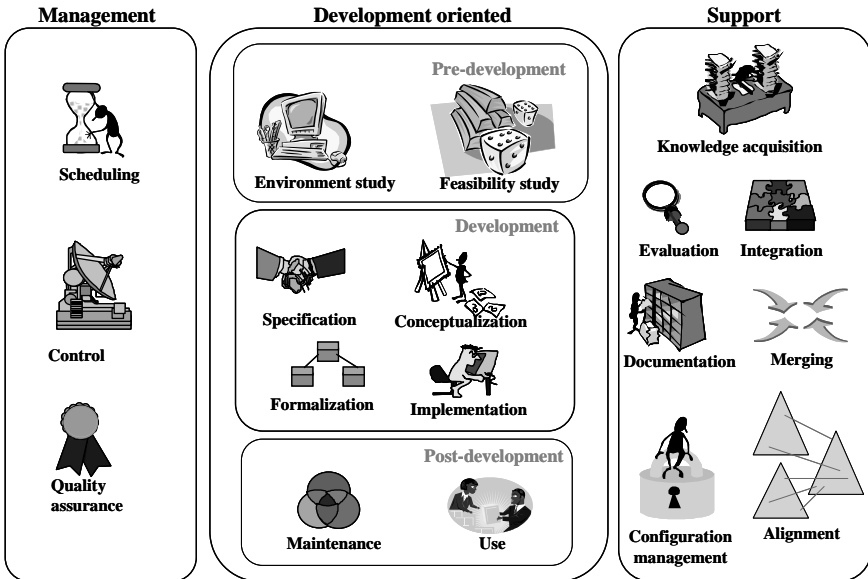 Management
Scheduling
Control
Quality
assurance
Development oriented
Pre-development
Environment study
Feasibility study
Development
Specification
Conceptualization
Formalization
Implementation
Post-development
Maintenance
Use
Support
Knowledge acquisition
Evaluation
Integration
Documentation
Merging
Configuration
management
Alignment